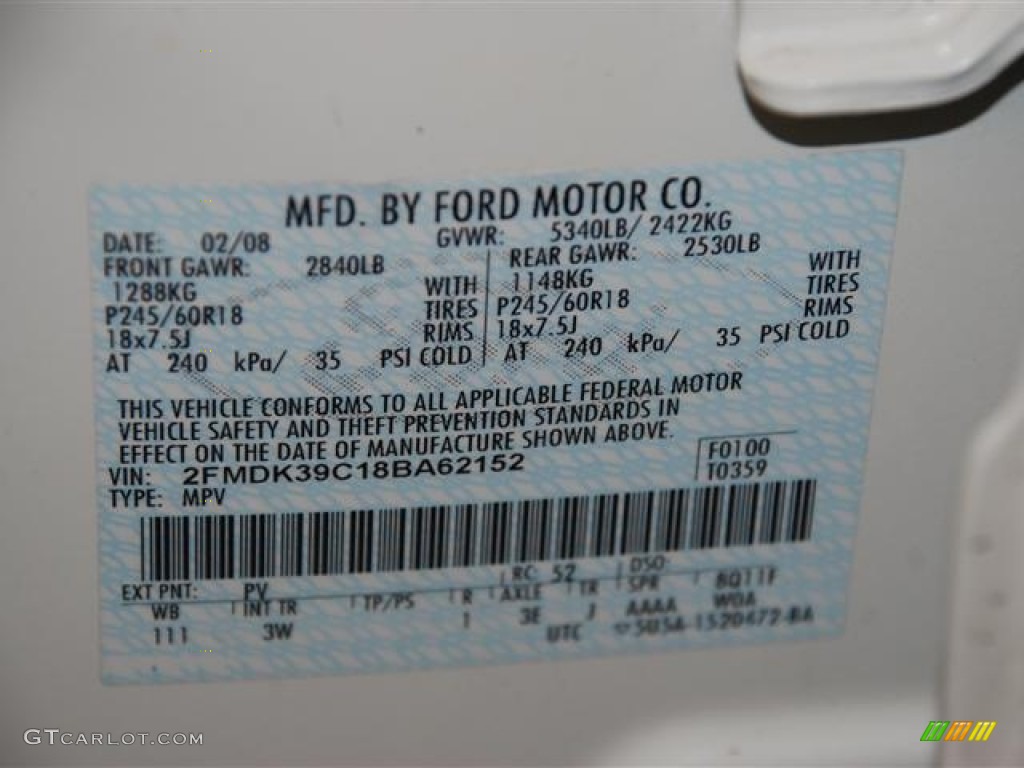 MFD. BY FORD MOTOR CO.
DATE: 02/08 GVWR: 5340LB/ 2422KG
FRONT GAWR: 2840LB REAR GAWR: 2530LB
1288KG WITH 1148KG WITH
P245/60R18 TIRES P245/60R18 TIRES
18x7.5J RIMS 18x7.5J RIMS
AT 240 kPa/ 35 PSI COLD AT 240 kPa/ 35 PSI COLD
THIS VEHICLE CONFORMS TO ALL APPLICABLE FEDERAL MOTOR
VEHICLE SAFETY AND THEFT PREVENTION STANDARDS IN
EFFECT ON THE DATE OF MANUFACTURE SHOWN ABOVE.
VIN: 2FMDK39C18BA62152 F0100
TYPE: MPV T0359
EXT PNT: PV RC: 52 DSO:
WB INT TR TP/PS R AXLE TR SPR 8Q11F
111 3W 1 3E J AAAA WDA
UTC
GTCARLOT.COM